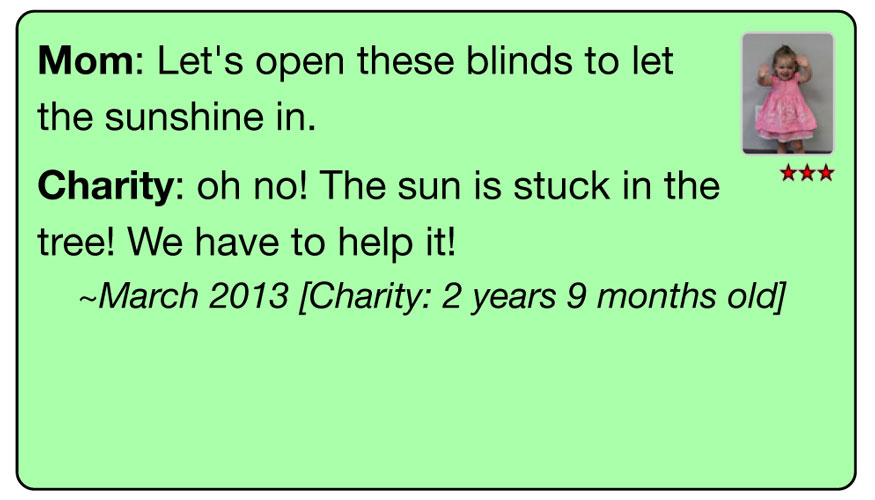 Mom: Let's open these blinds to let
the sunshine in.
Charity: oh no! The sun is stuck in the
tree! We have to help it!
~March 2013 [Charity: 2 years 9 months old]